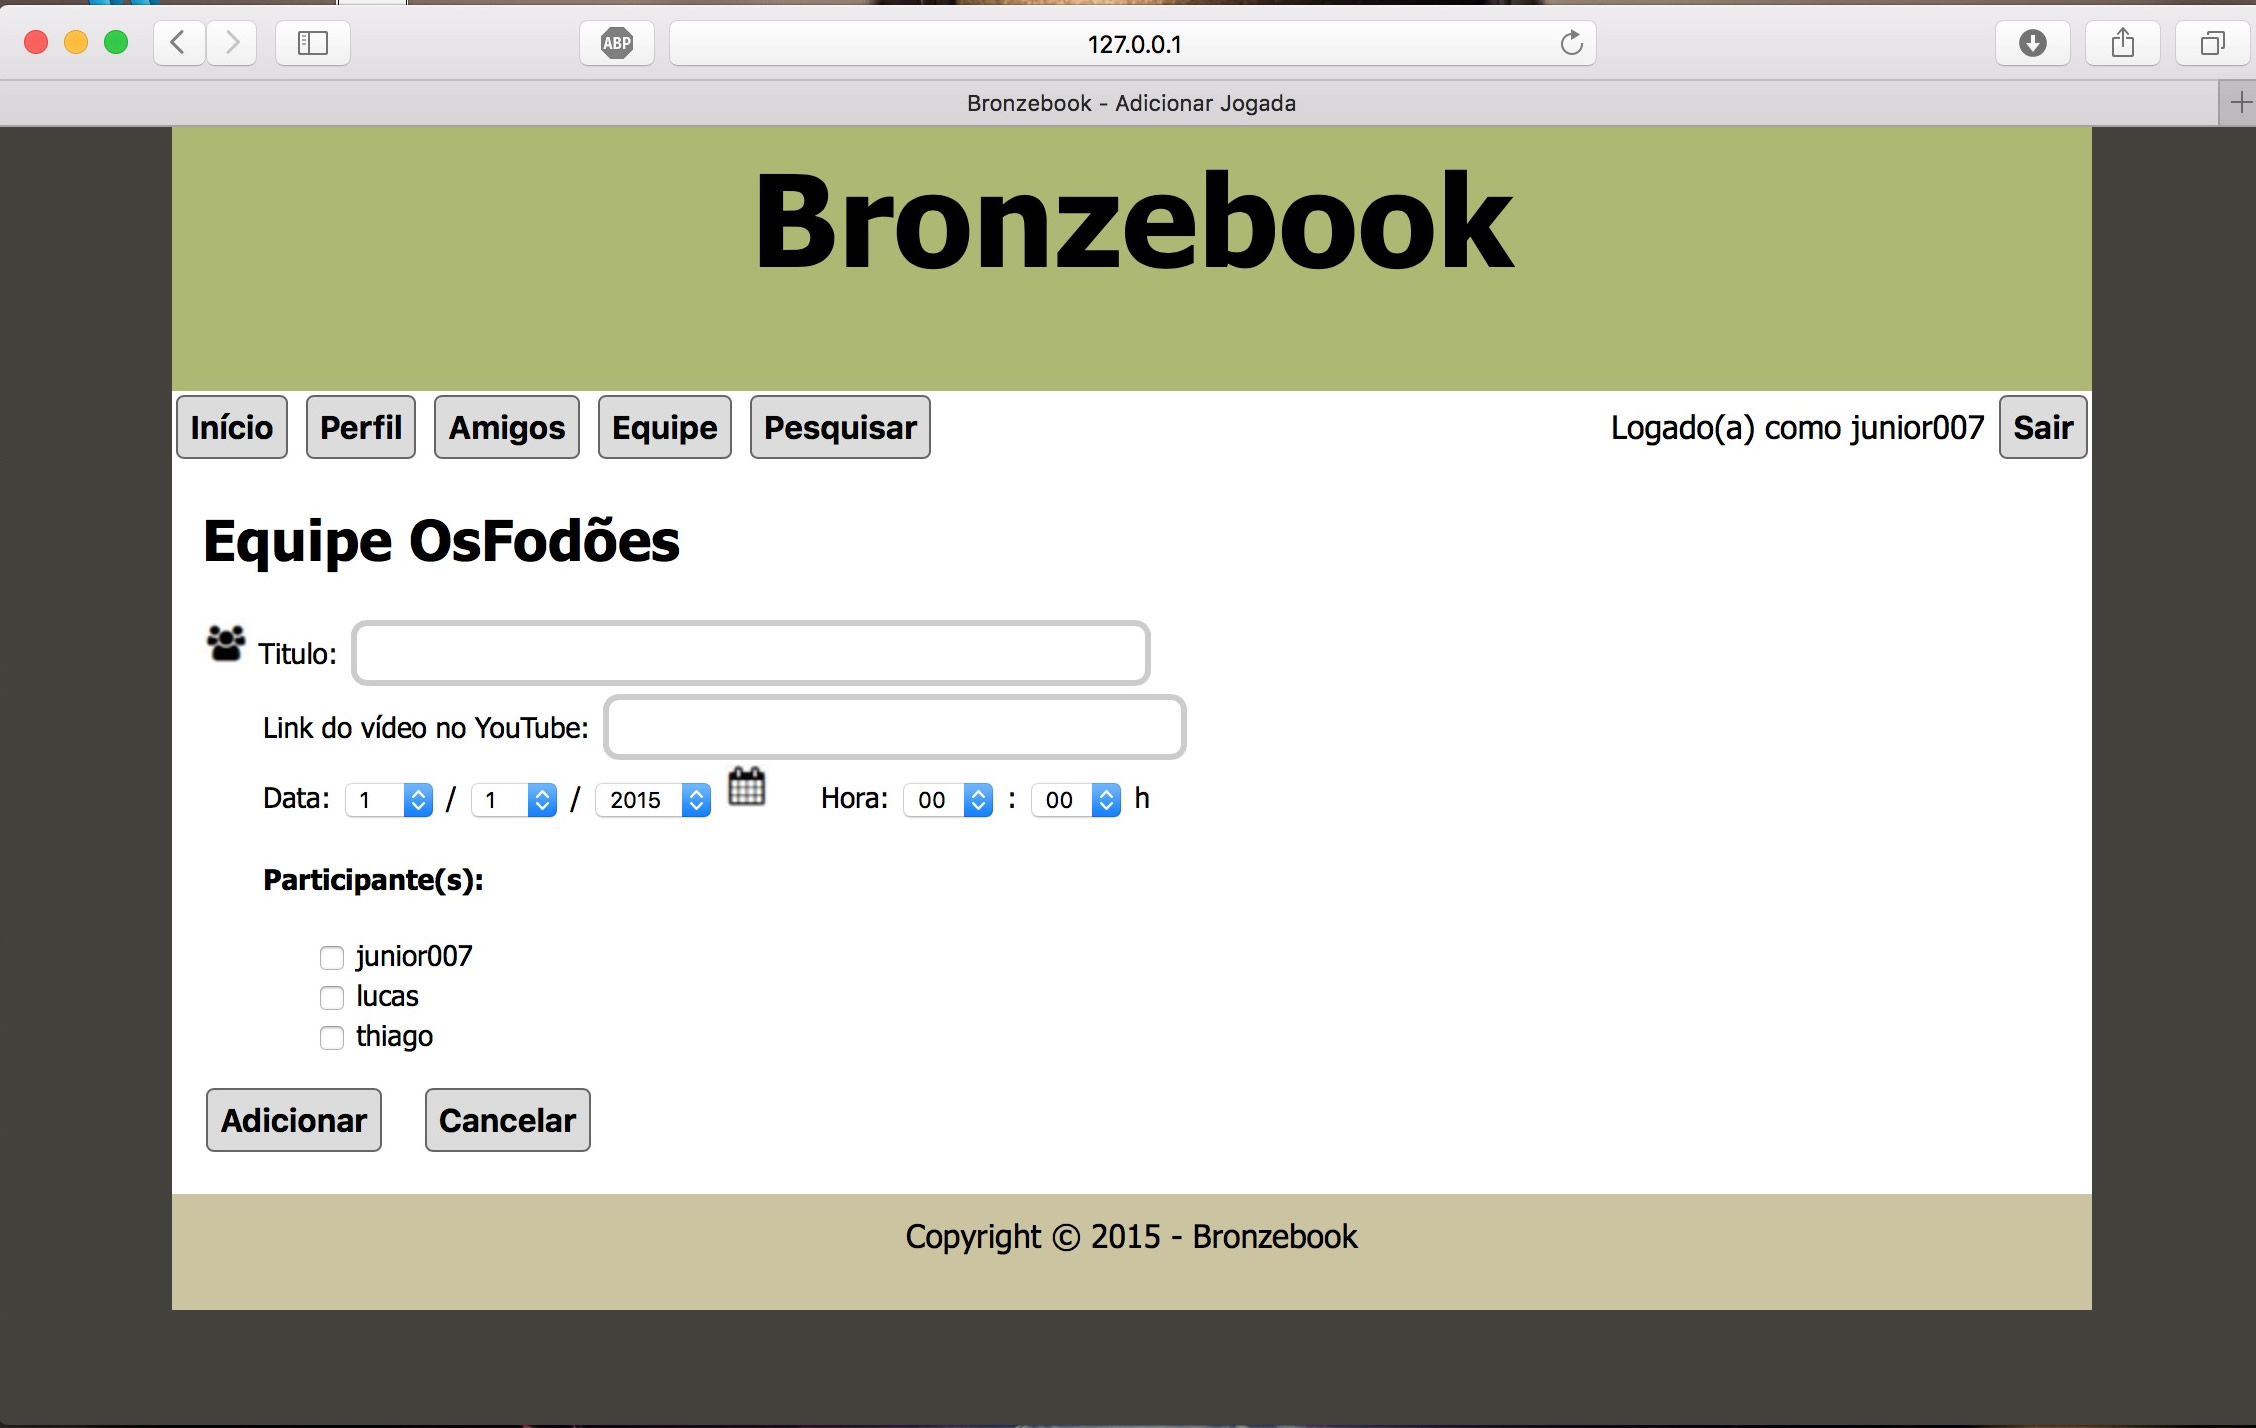 ABP
127.0.0.1
Bronzebook - Adicionar Jogada
Bronzebook
Início Perfil Amigos Equipe Pesquisar Logado(a) como junior007 Sair
Equipe OsFodões
Titulo:
Link do vídeo no YouTube:
Data: 1 / 1 / 2015 Hora: 00 : 00 h
Participante(s):
junior007
lucas
thiago
Adicionar Cancelar
Copyright © 2015 - Bronzebook